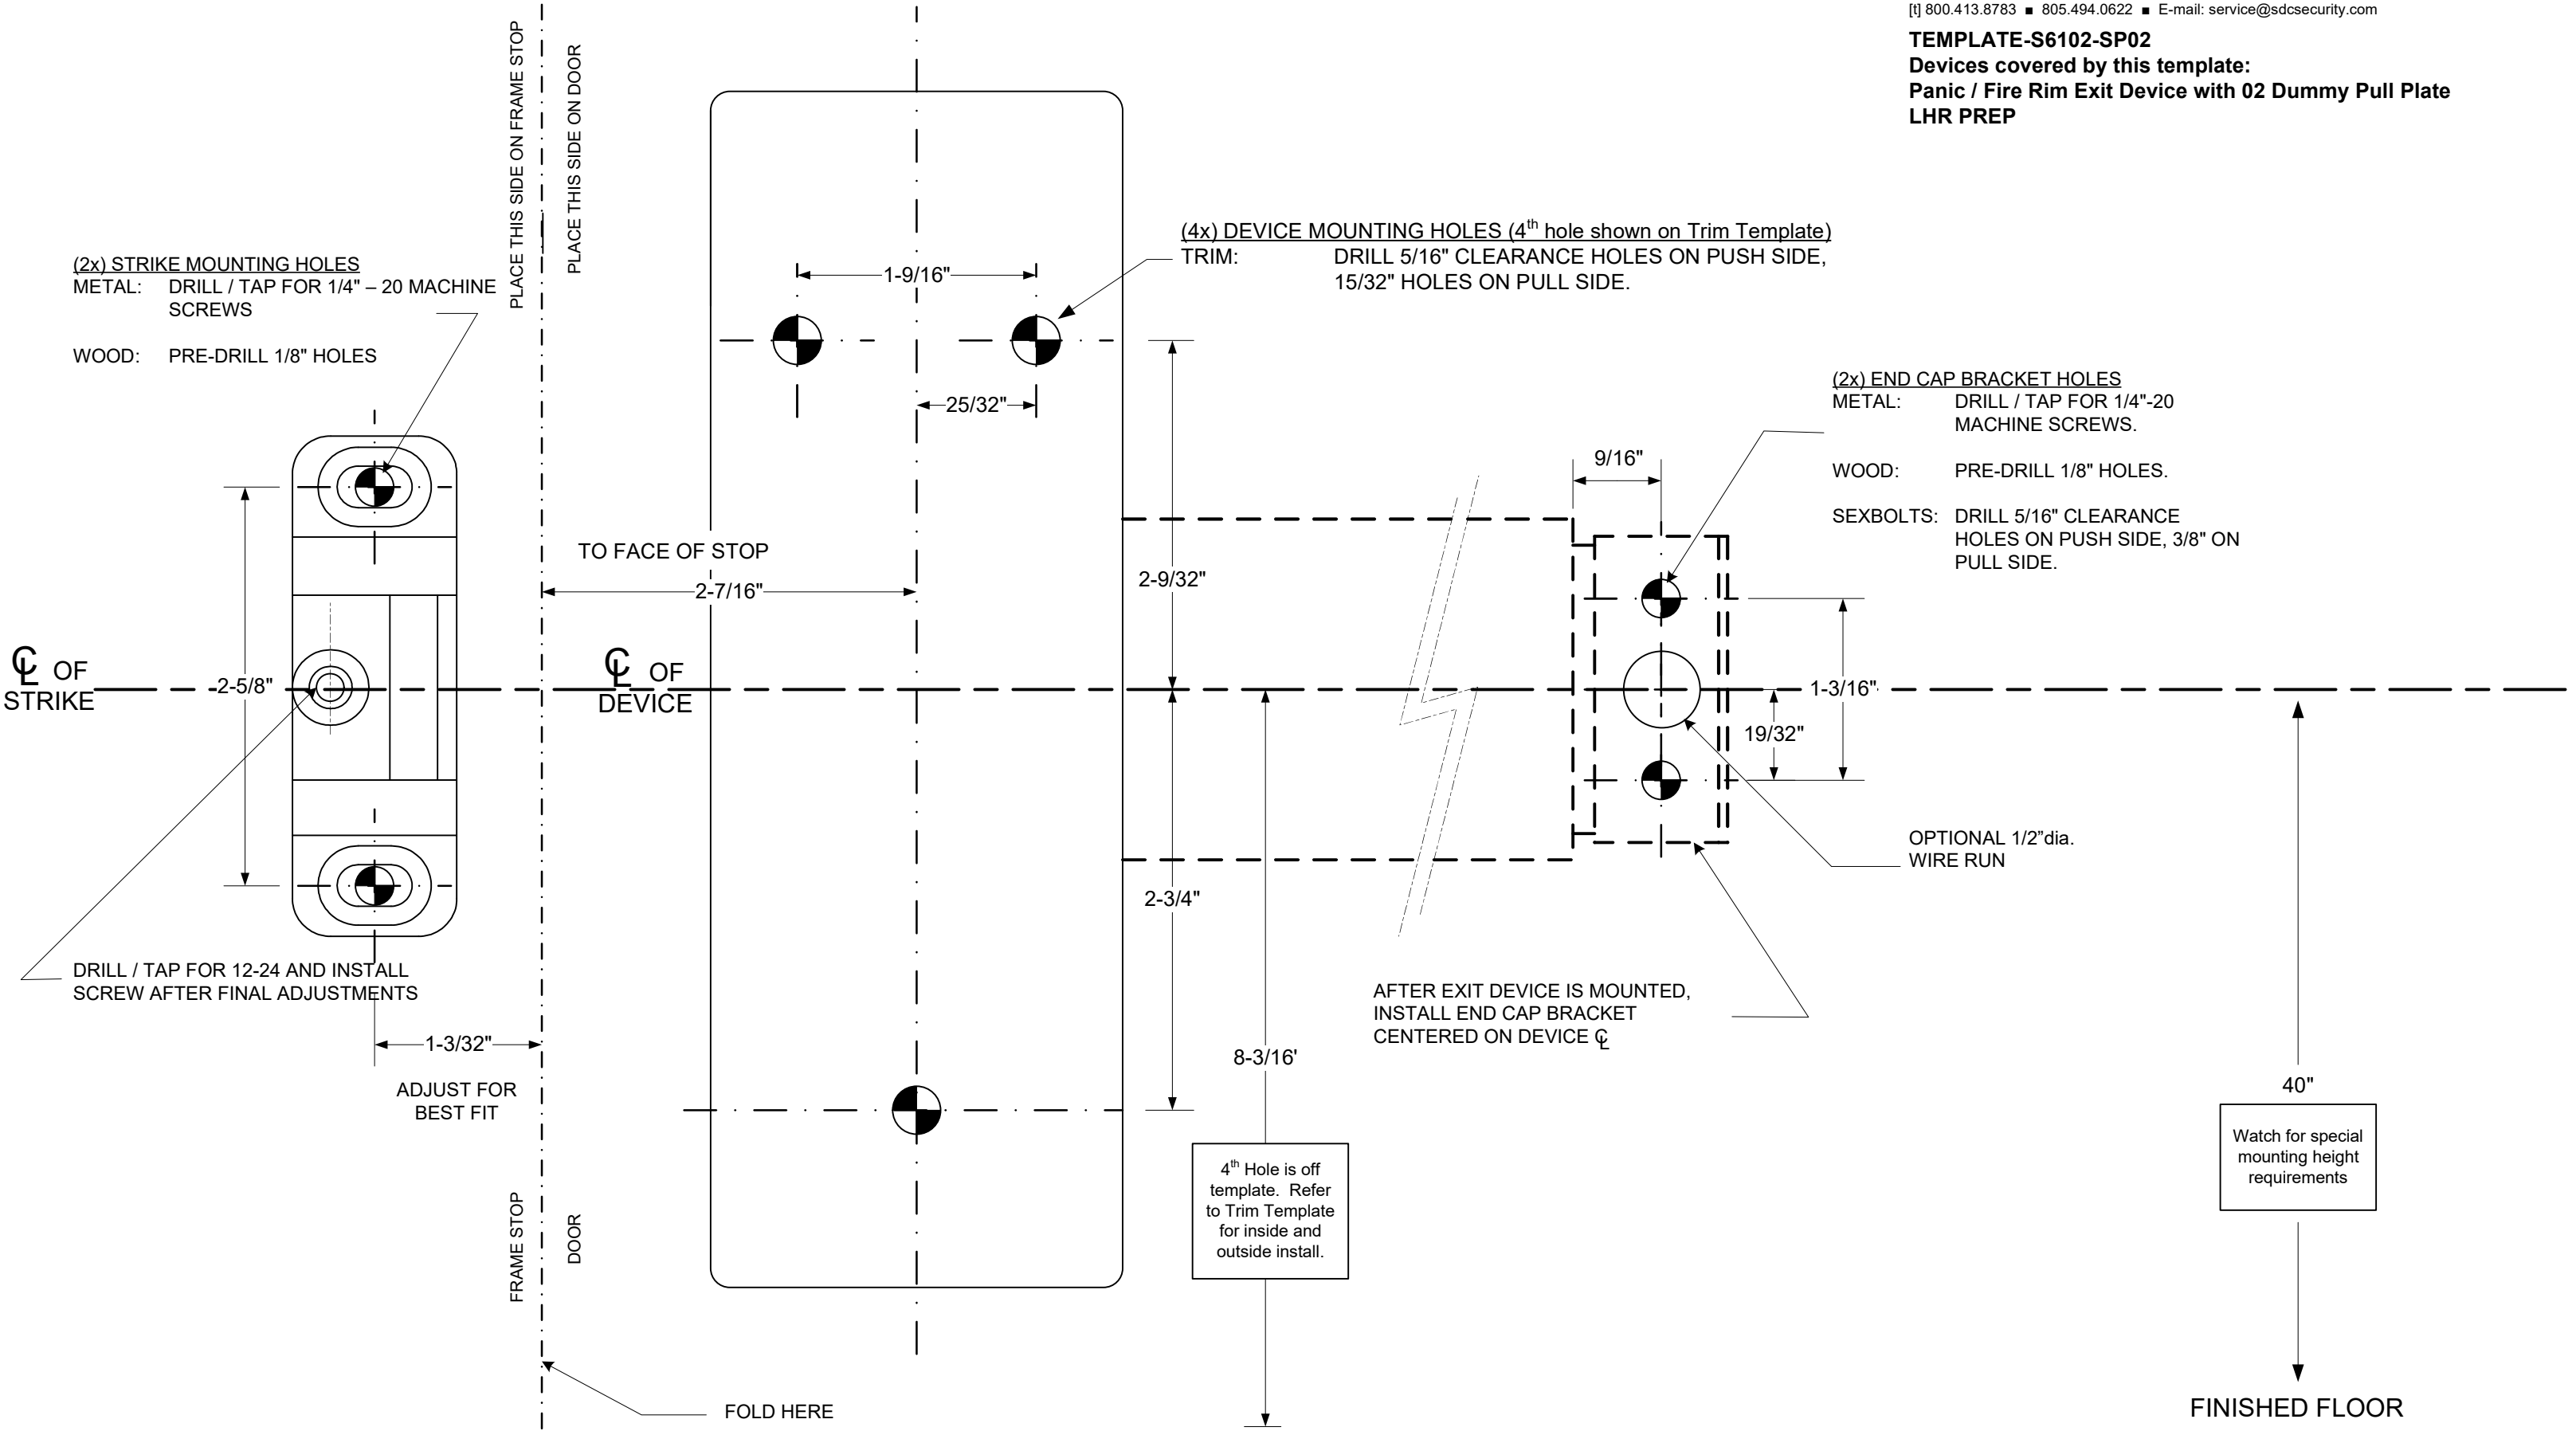 [t] 800.413.8783 ■ 805.494.0622 ■ E-mail: service@sdcsecurity.com
TEMPLATE-S6102-SP02
Devices covered by this template:
Panic / Fire Rim Exit Device with 02 Dummy Pull Plate
LHR PREP
PLACE THIS SIDE ON FRAME STOP
PLACE THIS SIDE ON DOOR
(2x) STRIKE MOUNTING HOLES
METAL: DRILL / TAP FOR 1/4" – 20 MACHINE
SCREWS
WOOD: PRE-DRILL 1/8" HOLES
(4x) DEVICE MOUNTING HOLES (4th hole shown on Trim Template)
TRIM: DRILL 5/16" CLEARANCE HOLES ON PUSH SIDE,
15/32" HOLES ON PULL SIDE.
1-9/16"
25/32"
(2x) END CAP BRACKET HOLES
METAL: DRILL / TAP FOR 1/4"-20
MACHINE SCREWS.
WOOD: PRE-DRILL 1/8" HOLES.
SEXBOLTS: DRILL 5/16" CLEARANCE
HOLES ON PUSH SIDE, 3/8" ON
PULL SIDE.
9/16"
TO FACE OF STOP
2-7/16"
2-9/32"
℄ OF
STRIKE
2-5/8"
℄ OF
DEVICE
1-3/16"
19/32"
OPTIONAL 1/2”dia.
WIRE RUN
2-3/4"
DRILL / TAP FOR 12-24 AND INSTALL
SCREW AFTER FINAL ADJUSTMENTS
AFTER EXIT DEVICE IS MOUNTED,
INSTALL END CAP BRACKET
CENTERED ON DEVICE ℄
1-3/32"
ADJUST FOR
BEST FIT
8-3/16'
40"
Watch for special
mounting height
requirements
4th Hole is off
template. Refer
to Trim Template
for inside and
outside install.
FRAME STOP
DOOR
FOLD HERE
FINISHED FLOOR